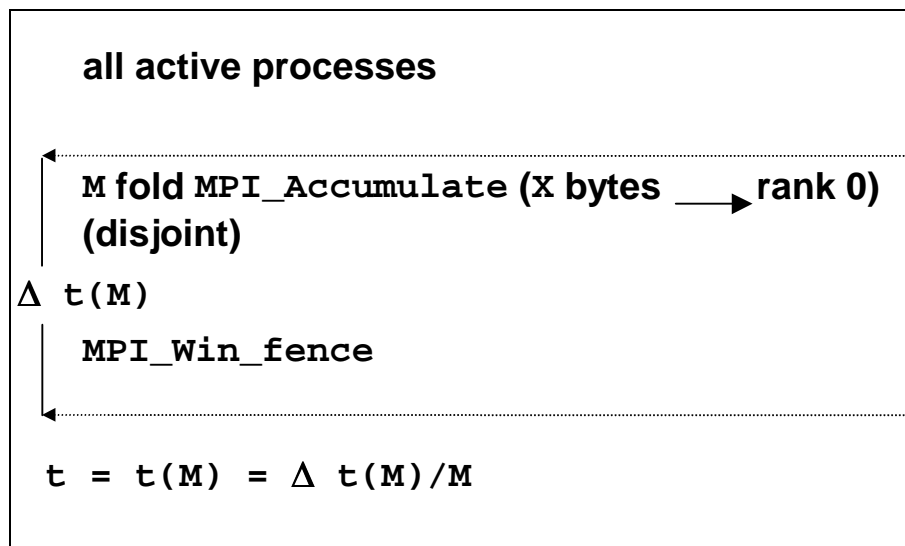 all active processes
M fold MPI_Accumulate (X bytes → rank 0)
(disjoint)
Δ t(M)
MPI_Win_fence
t = t(M) = Δ t(M)/M